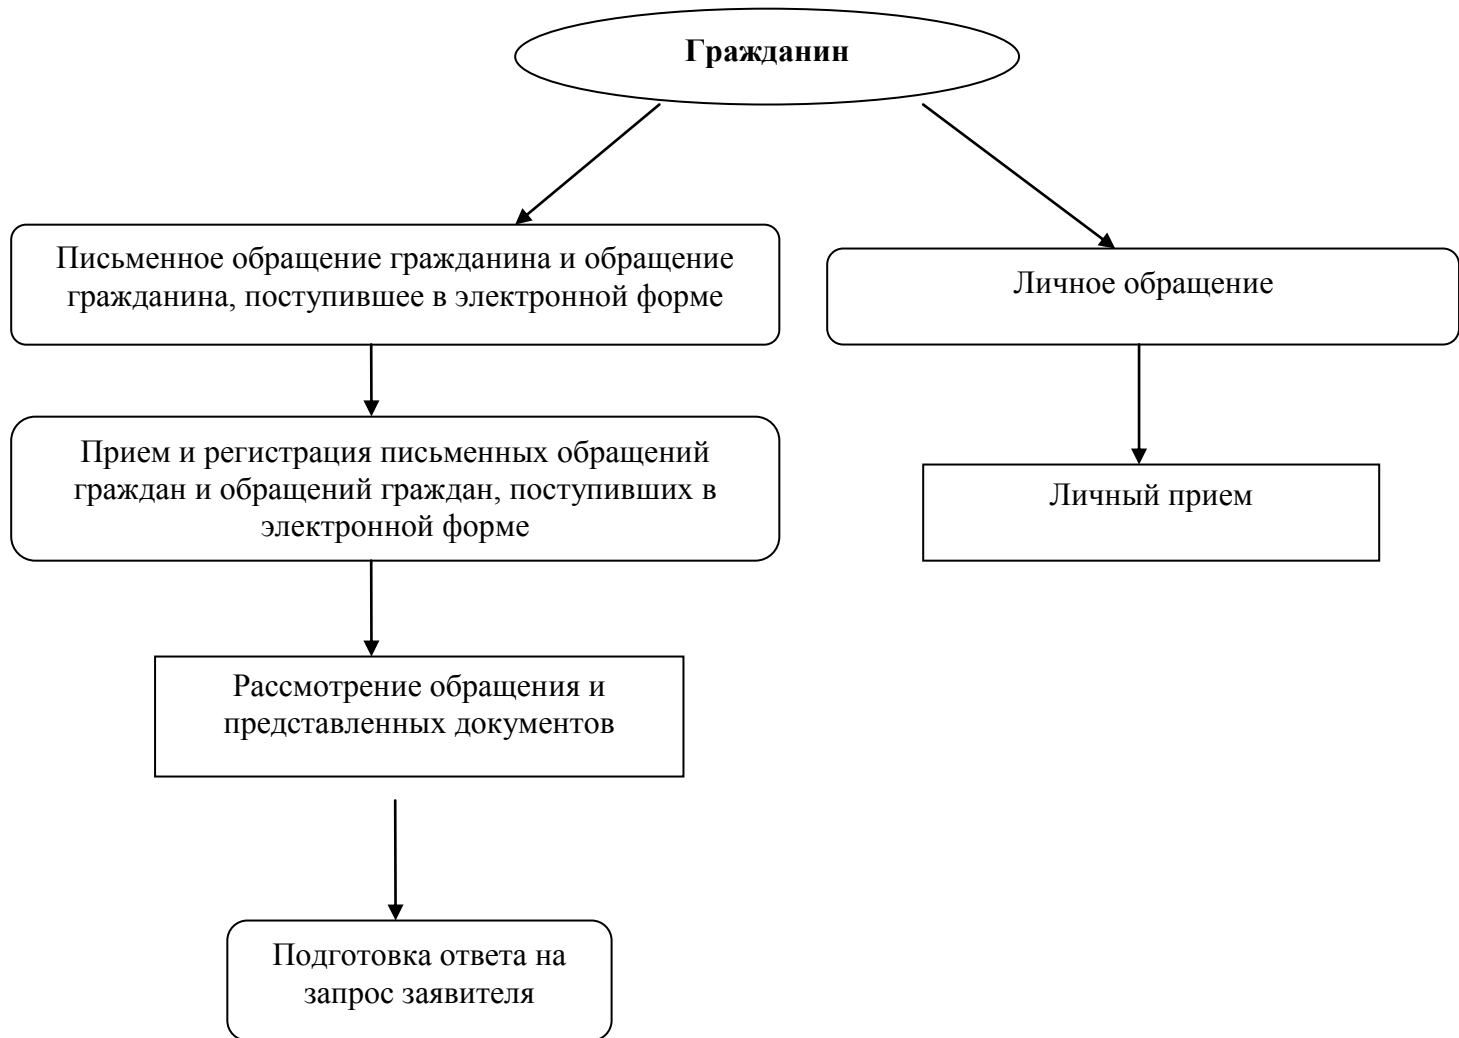 Гражданин
Письменное обращение гражданина и обращение
гражданина, поступившее в электронной форме
Личное обращение
Прием и регистрация письменных обращений
граждан и обращений граждан, поступивших в
электронной форме
Личный прием
Рассмотрение обращения и
представленных документов
Подготовка ответа на
запрос заявителя